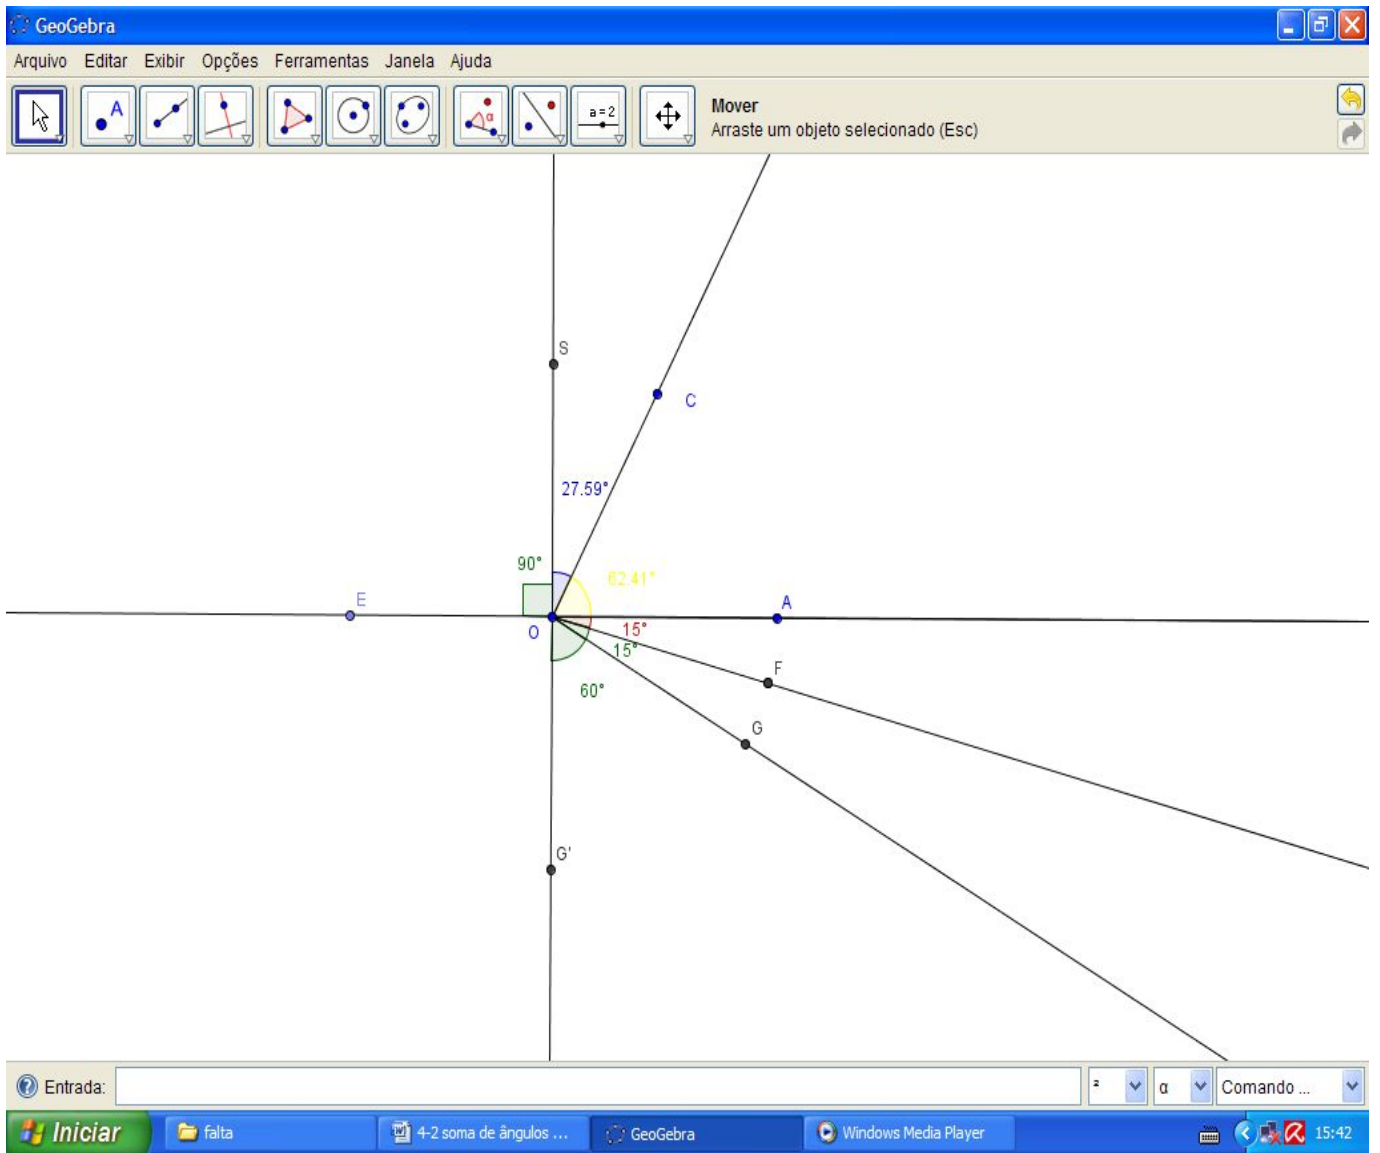 GeoGebra
Arquivo Editar Exibir Opções Ferramentas Janela Ajuda
A
α
a=2
Mover
Arraste um objeto selecionado (Esc)
S
C
27.59°
90°
62.41°
E
A
O
15°
15°
F
60°
G
G'
Entrada:
²
α
Comando ...
Iniciar
falta
4-2 soma de ângulos ...
GeoGebra
Windows Media Player
15:42